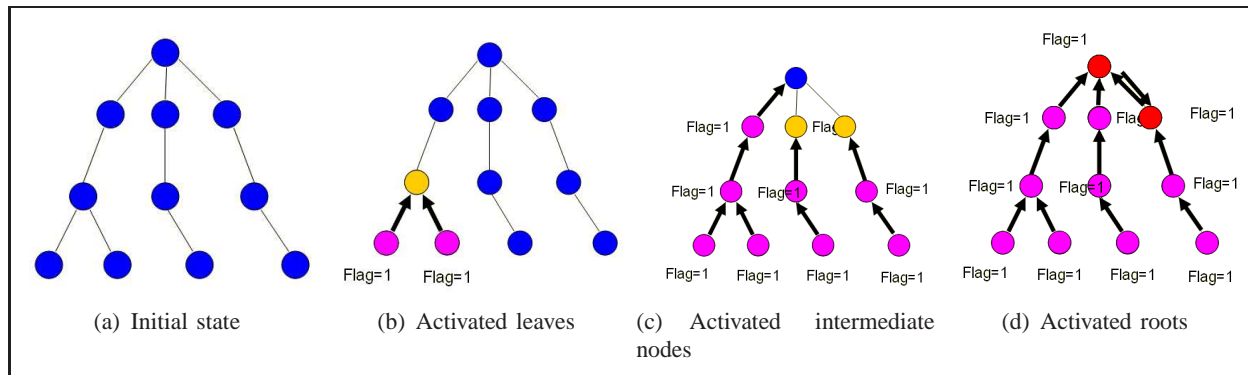 Flag=1 Flag=1
(a) Initial state
(b) Activated leaves
Flag=1
Flag=1 Flag=1 Flag=1
Flag=1 Flag=1 Flag=1 Flag=1
(c) Activated intermediate
nodes
Flag=1
Flag=1 Flag=1
Flag=1 Flag=1 Flag=1
Flag=1 Flag=1 Flag=1 Flag=1
(d) Activated roots